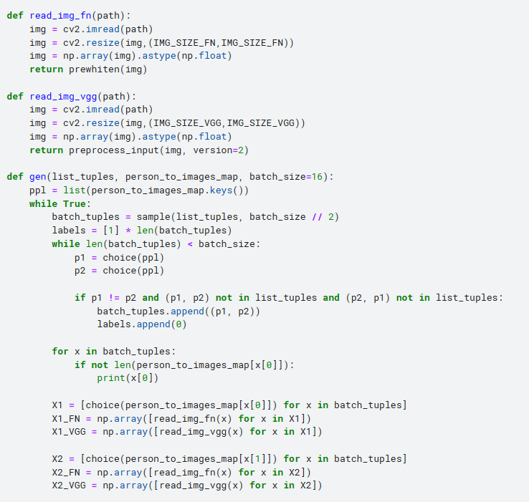 def read_img_fn(path):
    img = cv2.imread(path)
    img = cv2.resize(img,(IMG_SIZE_FN,IMG_SIZE_FN))
    img = np.array(img).astype(np.float)
    return prewhiten(img)

def read_img_vgg(path):
    img = cv2.imread(path)
    img = cv2.resize(img,(IMG_SIZE_VGG,IMG_SIZE_VGG))
    img = np.array(img).astype(np.float)
    return preprocess_input(img, version=2)

def gen(list_tuples, person_to_images_map, batch_size=16):
    ppl = list(person_to_images_map.keys())
    while True:
        batch_tuples = sample(list_tuples, batch_size // 2)
        labels = [1] * len(batch_tuples)
        while len(batch_tuples) < batch_size:
            p1 = choice(ppl)
            p2 = choice(ppl)

            if p1 != p2 and (p1, p2) not in list_tuples and (p2, p1) not in list_tuples:
                batch_tuples.append((p1, p2))
                labels.append(0)

        for x in batch_tuples:
            if not len(person_to_images_map[x[0]]):
                print(x[0])

        X1 = [choice(person_to_images_map[x[0]]) for x in batch_tuples]
        X1_FN = np.array([read_img_fn(x) for x in X1])
        X1_VGG = np.array([read_img_vgg(x) for x in X1])

        X2 = [choice(person_to_images_map[x[1]]) for x in batch_tuples]
        X2_FN = np.array([read_img_fn(x) for x in X2])
        X2_VGG = np.array([read_img_vgg(x) for x in X2])